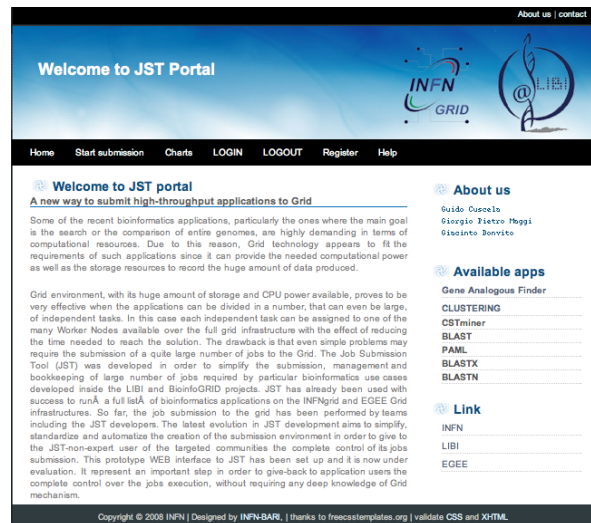 About us | contact
Welcome to JST Portal
INFN
GRID
@LIBI
Home Start submission Charts LOGIN LOGOUT Register Help
Welcome to JST portal
A new way to submit high-throughput applications to Grid
Some of the recent bioinformatics applications, particularly the ones where the main goal
is the search or the comparison of entire genomes, are highly demanding in terms of
computational resources. Due to this reason, Grid technology appears to fit the
requirements of such applications since it can provide the needed computational power
as well as the storage resources to record the huge amount of data produced.
Grid environment, with its huge amount of storage and CPU power available, proves to be
very effective when the applications can be divided in a number, that can even be large,
of independent tasks. In this case each independent task can be assigned to one of the
many Worker Nodes available over the full grid infrastructure with the effect of reducing
the time needed to reach the solution. The drawback is that even simple problems may
require the submission of a quite large number of jobs to the Grid. The Job Submission
Tool (JST) was developed in order to simplify the submission, management and
bookkeeping of large number of jobs required by particular bioinformatics use cases
developed inside the LIBI and BioinfoGRID projects. JST has already been used with
success to runÂ a full listÂ of bioinformatics applications on the INFNgrid and EGEE Grid
infrastructures. So far, the job submission to the grid has been performed by teams
including the JST developers. The latest evolution in JST development aims to simplify,
standardize and automatize the creation of the submission environment in order to give to
the JST-non-expert user of the targeted communities the complete control of its jobs
submission. This prototype WEB interface to JST has been set up and it is now under
evaluation. It represent an important step in order to give-back to application users the
complete control over the jobs execution, without requiring any deep knowledge of Grid
mechanism.
About us
Guido Cuscela
Giorgio Pietro Maggi
Giacinto Donvito
Available apps
Gene Analogous Finder
CLUSTERING
CSTminer
BLAST
PAML
BLASTX
BLASTN
Link
INFN
LIBI
EGEE
Copyright © 2008 INFN | Designed by INFN-BARI, | thanks to freecsstemplates.org | validate CSS and XHTML